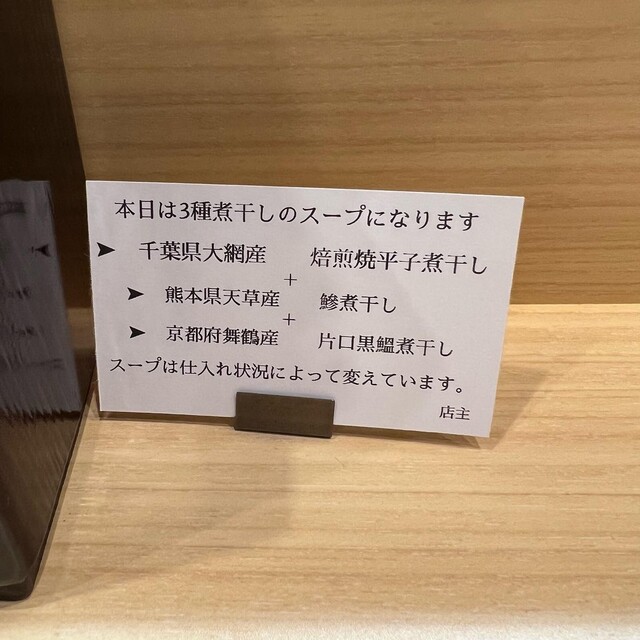 本日は3種煮干しのスープになります
➤ 千葉県大網産 焙煎焼平子煮干し
+
➤ 熊本県天草産 鯵煮干し
+
➤ 京都府舞鶴産 片口黒鰮煮干し
スープは仕入れ状況によって変えています。
店主